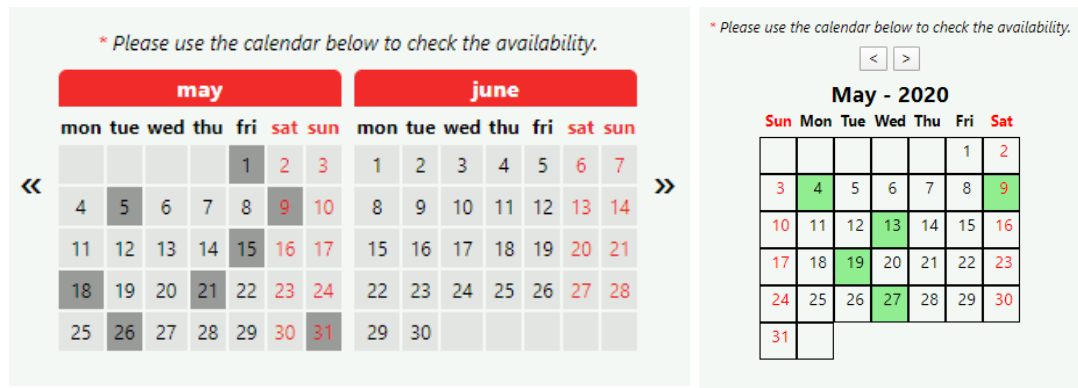 * Please use the calendar below to check the availability.
may
mon tue wed thu fri sat sun
1 2 3
4 5 6 7 8 9 10
11 12 13 14 15 16 17
18 19 20 21 22 23 24
25 26 27 28 29 30 31
june
mon tue wed thu fri sat sun
1 2 3 4 5 6 7
8 9 10 11 12 13 14
15 16 17 18 19 20 21
22 23 24 25 26 27 28
29 30
«
»
* Please use the calendar below to check the availability.
< >
May - 2020
Sun Mon Tue Wed Thu Fri Sat
1 2
3 4 5 6 7 8 9
10 11 12 13 14 15 16
17 18 19 20 21 22 23
24 25 26 27 28 29 30
31